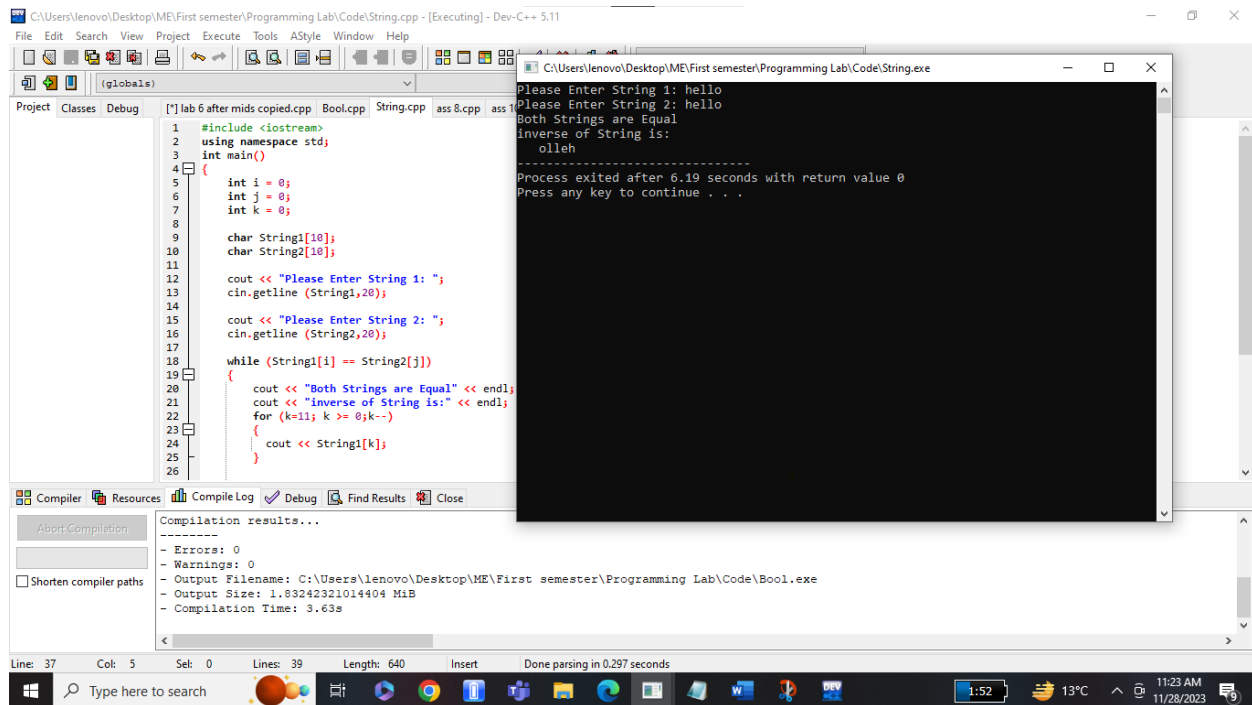 C:\Users\lenovo\Desktop\ME\First semester\Programming Lab\Code\String.cpp - [Executing] - Dev-C++ 5.11
File Edit Search View Project Execute Tools AStyle Window Help
(globals)
Project Classes Debug
[*] lab 6 after mids copied.cpp Bool.cpp String.cpp ass 8.cpp ass 10
1 #include <iostream>
2 using namespace std;
3 int main()
4 {
5 int i = 0;
6 int j = 0;
7 int k = 0;
8
9 char String1[10];
10 char String2[10];
11
12 cout << "Please Enter String 1: ";
13 cin.getline (String1,20);
14
15 cout << "Please Enter String 2: ";
16 cin.getline (String2,20);
17
18 while (String1[i] == String2[j])
19 {
20 cout << "Both Strings are Equal" << endl;
21 cout << "inverse of String is:" << endl;
22 for (k=11; k >= 0;k--)
23 {
24 cout << String1[k];
25 }
26
C:\Users\lenovo\Desktop\ME\First semester\Programming Lab\Code\String.exe
Please Enter String 1: hello
Please Enter String 2: hello
Both Strings are Equal
inverse of String is:
olleh
--------------------------------
Process exited after 6.19 seconds with return value 0
Press any key to continue . . .
Compiler Resources Compile Log Debug Find Results Close
Abort Compilation
Shorten compiler paths
Compilation results...
--------
- Errors: 0
- Warnings: 0
- Output Filename: C:\Users\lenovo\Desktop\ME\First semester\Programming Lab\Code\Bool.exe
- Output Size: 1.83242321014404 MiB
- Compilation Time: 3.63s
Line: 37 Col: 5 Sel: 0 Lines: 39 Length: 640 Insert Done parsing in 0.297 seconds
Type here to search
DEV
1:52
13°C
11:23 AM
11/28/2023
9